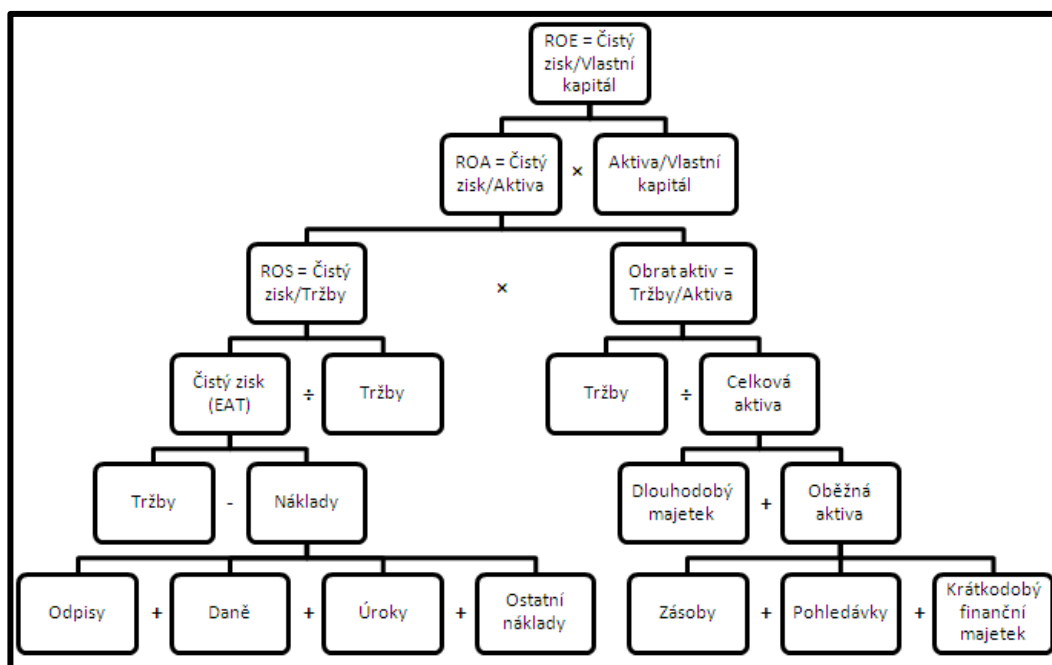 ROE = Čistý
zisk/Vlastní
kapitál
ROA = Čistý
zisk/Aktiva
×
Aktiva/Vlastní
kapitál
ROS = Čistý
zisk/Tržby
×
Obrat aktiv =
Tržby/Aktiva
Čistý zisk
(EAT)
÷
Tržby
Tržby
÷
Celková
aktiva
Tržby
-
Náklady
Dlouhodobý
majetek
+
Oběžná
aktiva
Odpisy
+
Daně
+
Úroky
+
Ostatní
náklady
Zásoby
+
Pohledávky
+
Krátkodobý
finanční
majetek